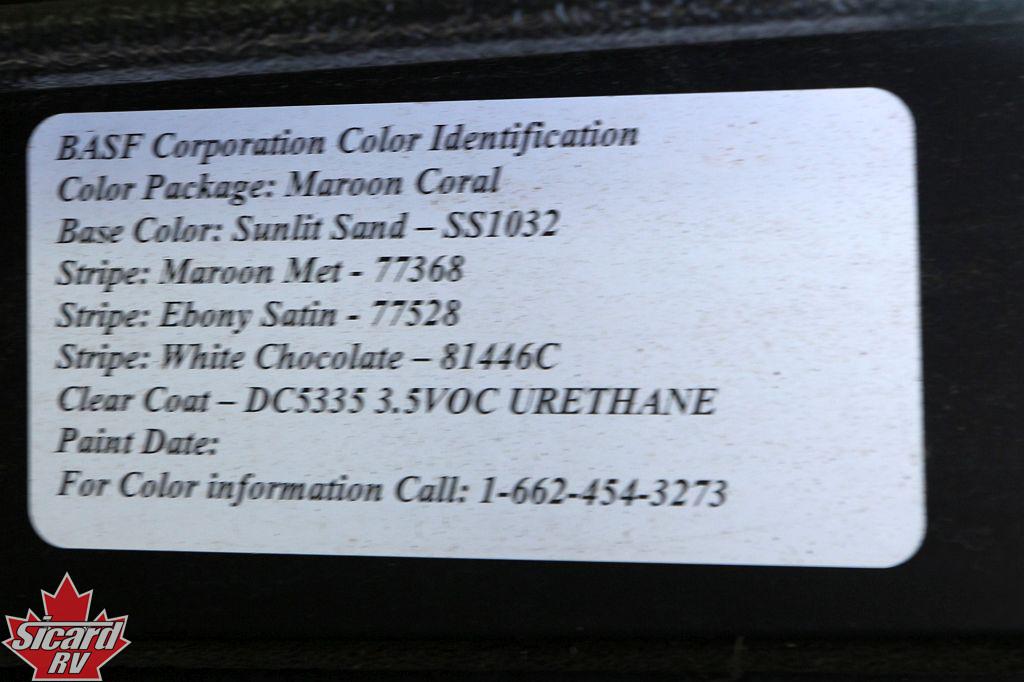 BASF Corporation Color Identification
Color Package: Maroon Coral
Base Color: Sunlit Sand – SS1032
Stripe: Maroon Met - 77368
Stripe: Ebony Satin - 77528
Stripe: White Chocolate – 81446C
Clear Coat – DC5335 3.5VOC URETHANE
Paint Date:
For Color information Call: 1-662-454-3273
Sicard
RV